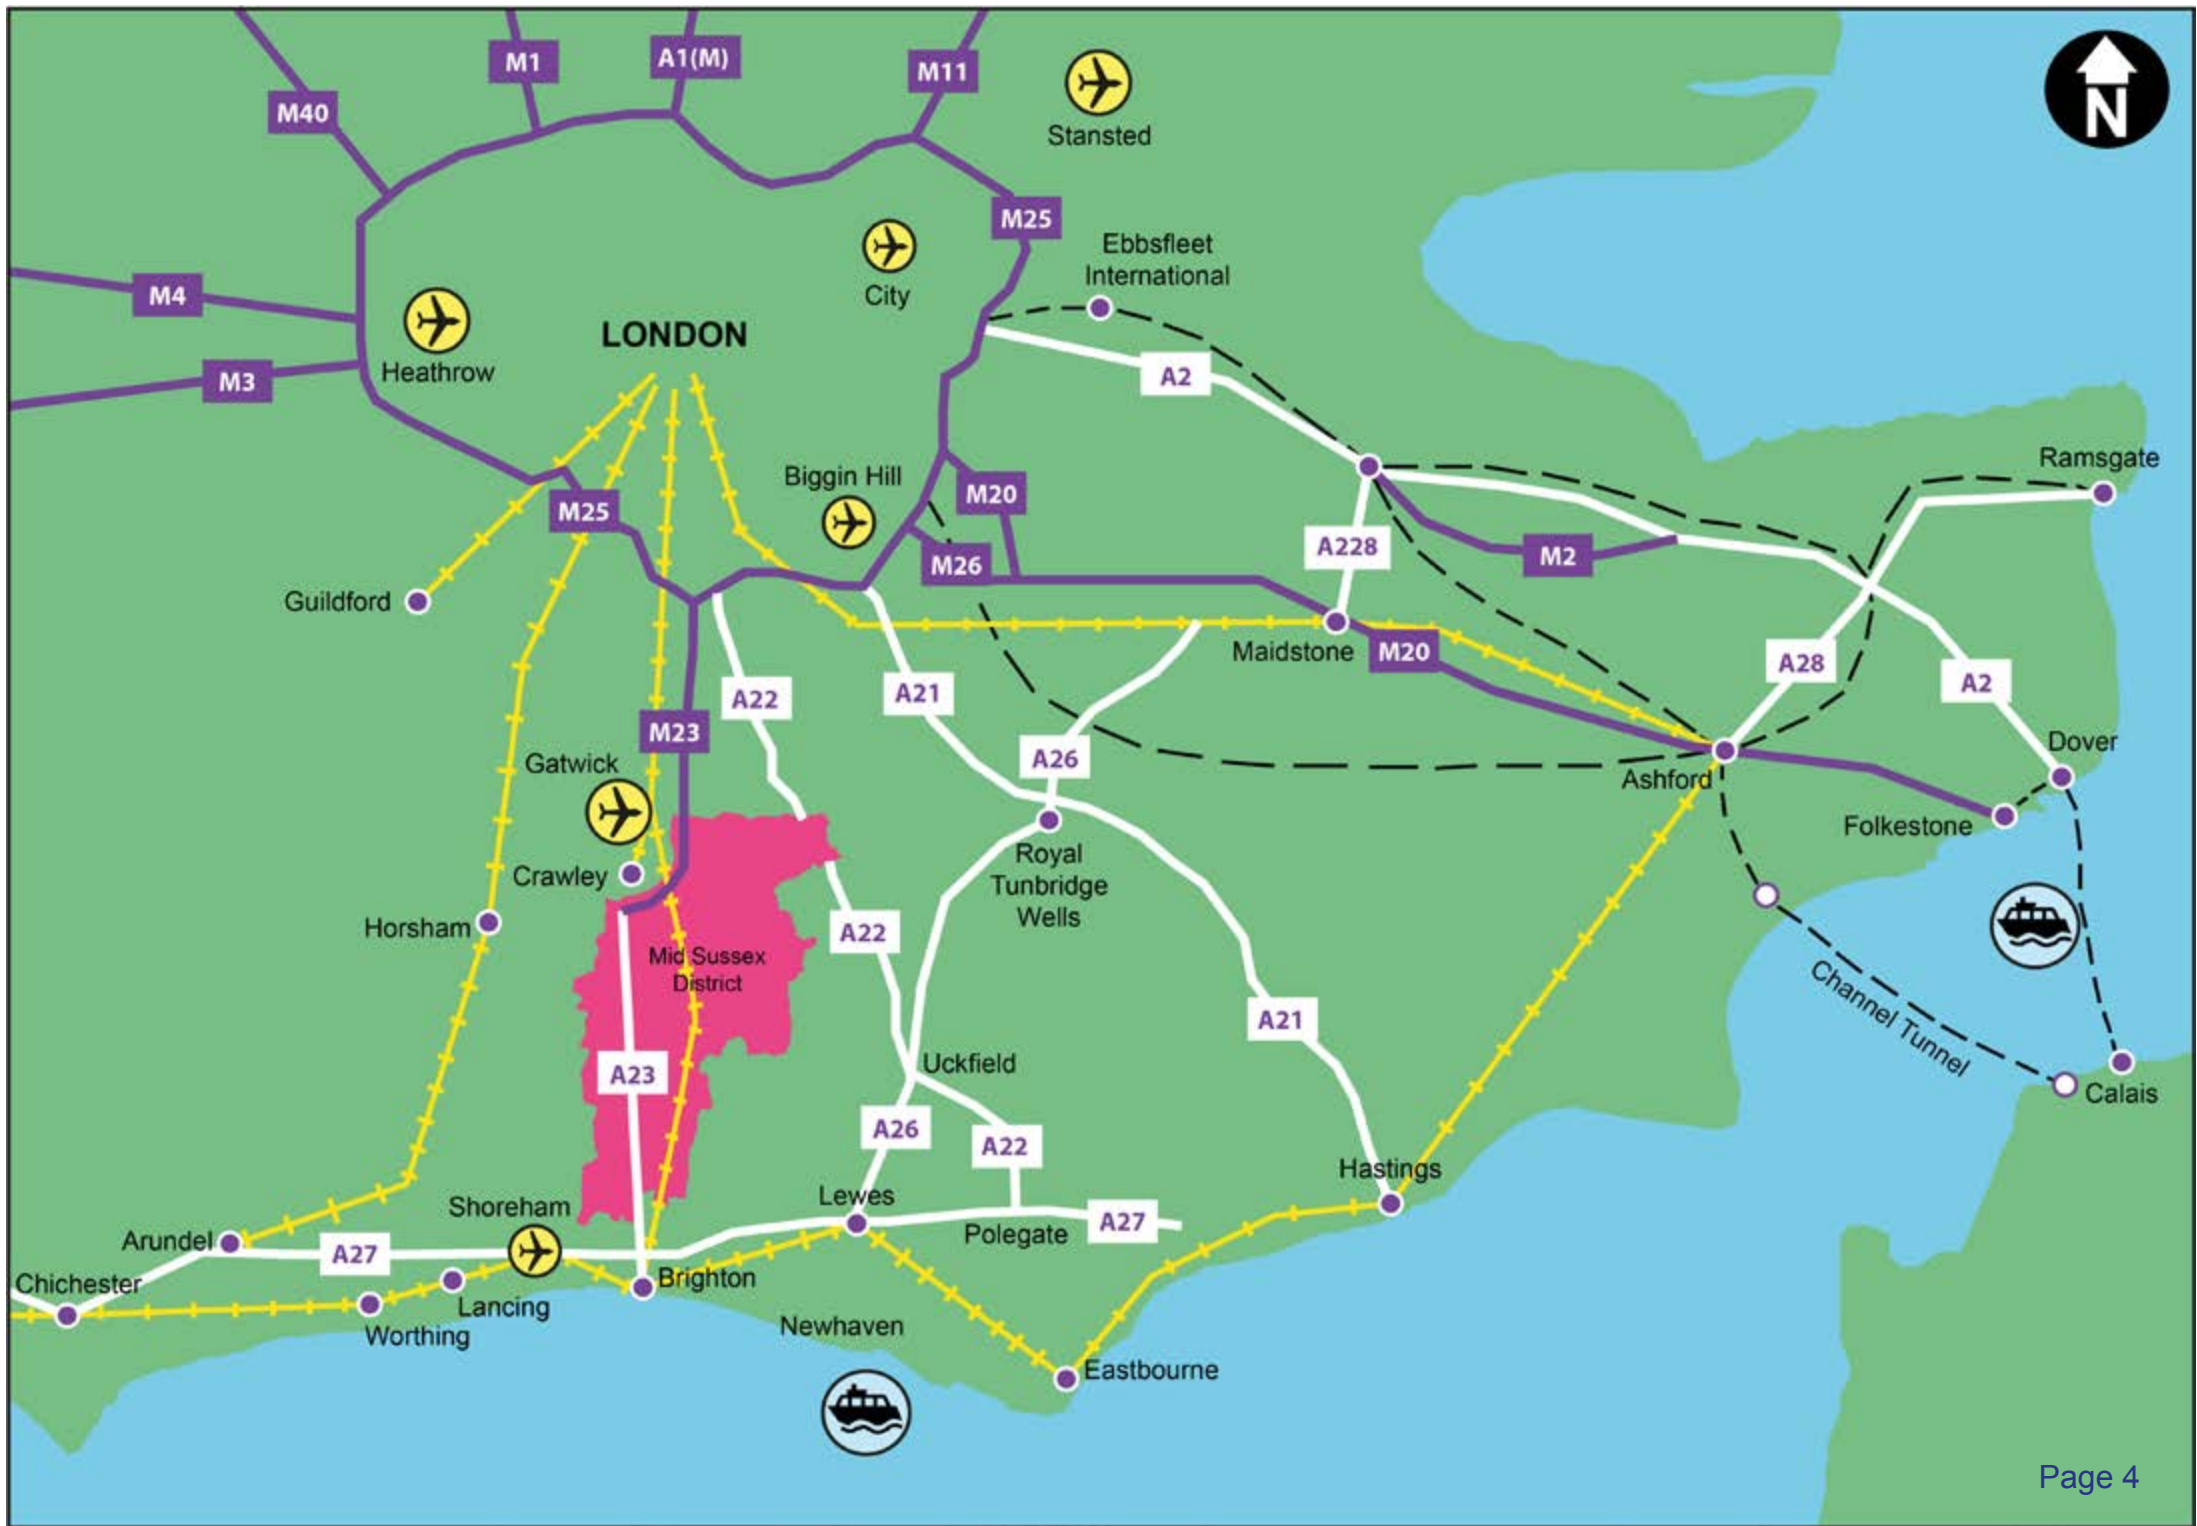 M1
A1(M)
M11
M40
Stansted
N
M25
Ebbsfleet
International
City
M4
LONDON
Heathrow
M3
A2
Ramsgate
Biggin Hill
M20
M25
M26
A228
M2
Guildford
Maidstone
M20
A28
A2
A22
A21
M23
Dover
A26
Gatwick
Ashford
Folkestone
Royal
Tunbridge
Wells
Crawley
Horsham
A22
Mid Sussex
District
A21
Channel Tunnel
Uckfield
A23
Calais
A26
A22
Hastings
Lewes
Shoreham
Arundel
A27
Polegate
A27
Chichester
Brighton
Lancing
Worthing
Newhaven
Eastbourne
Page 4